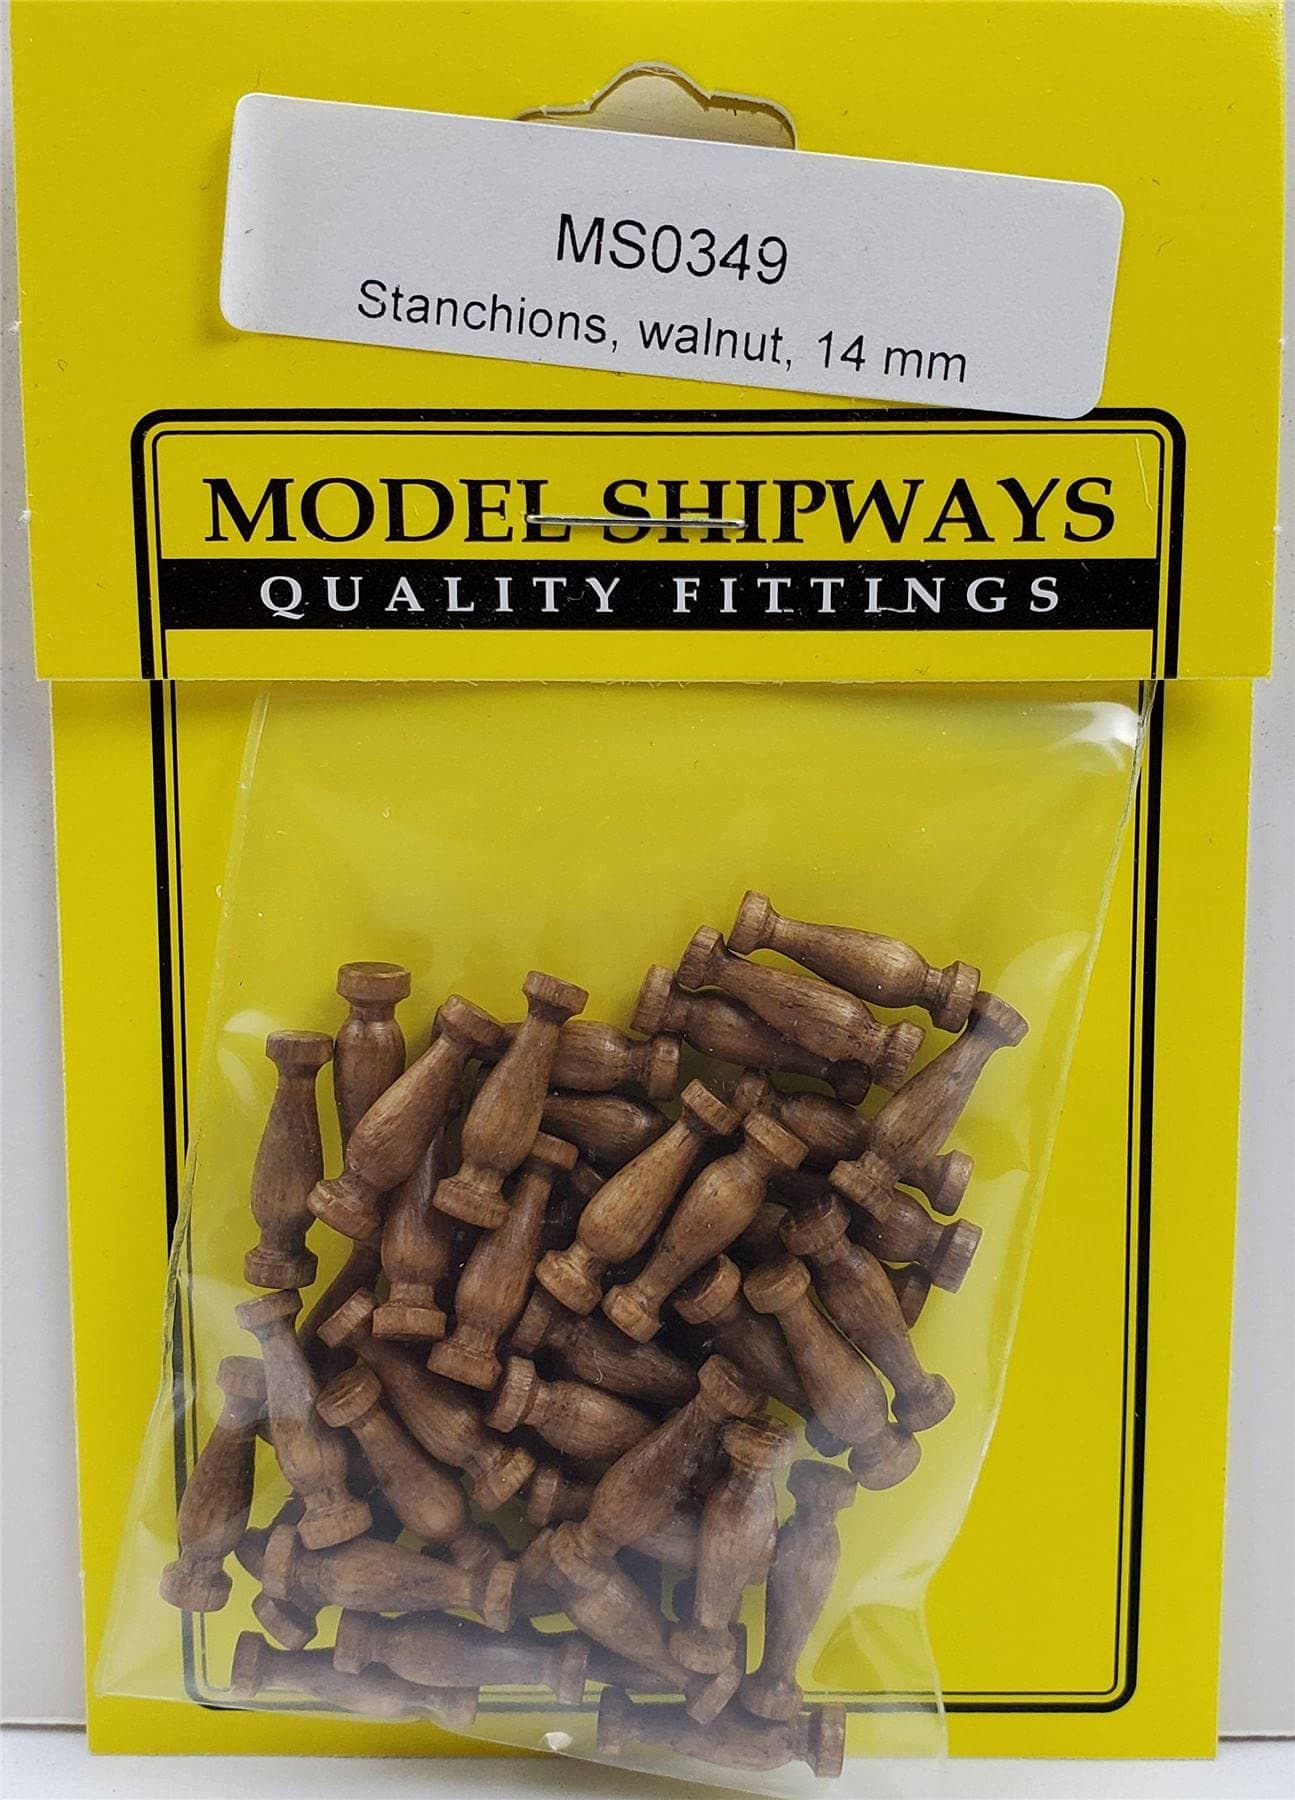 MS0349
Stanchions, walnut, 14 mm
MODEL SHIPWAYS
QUALITY FITTINGS